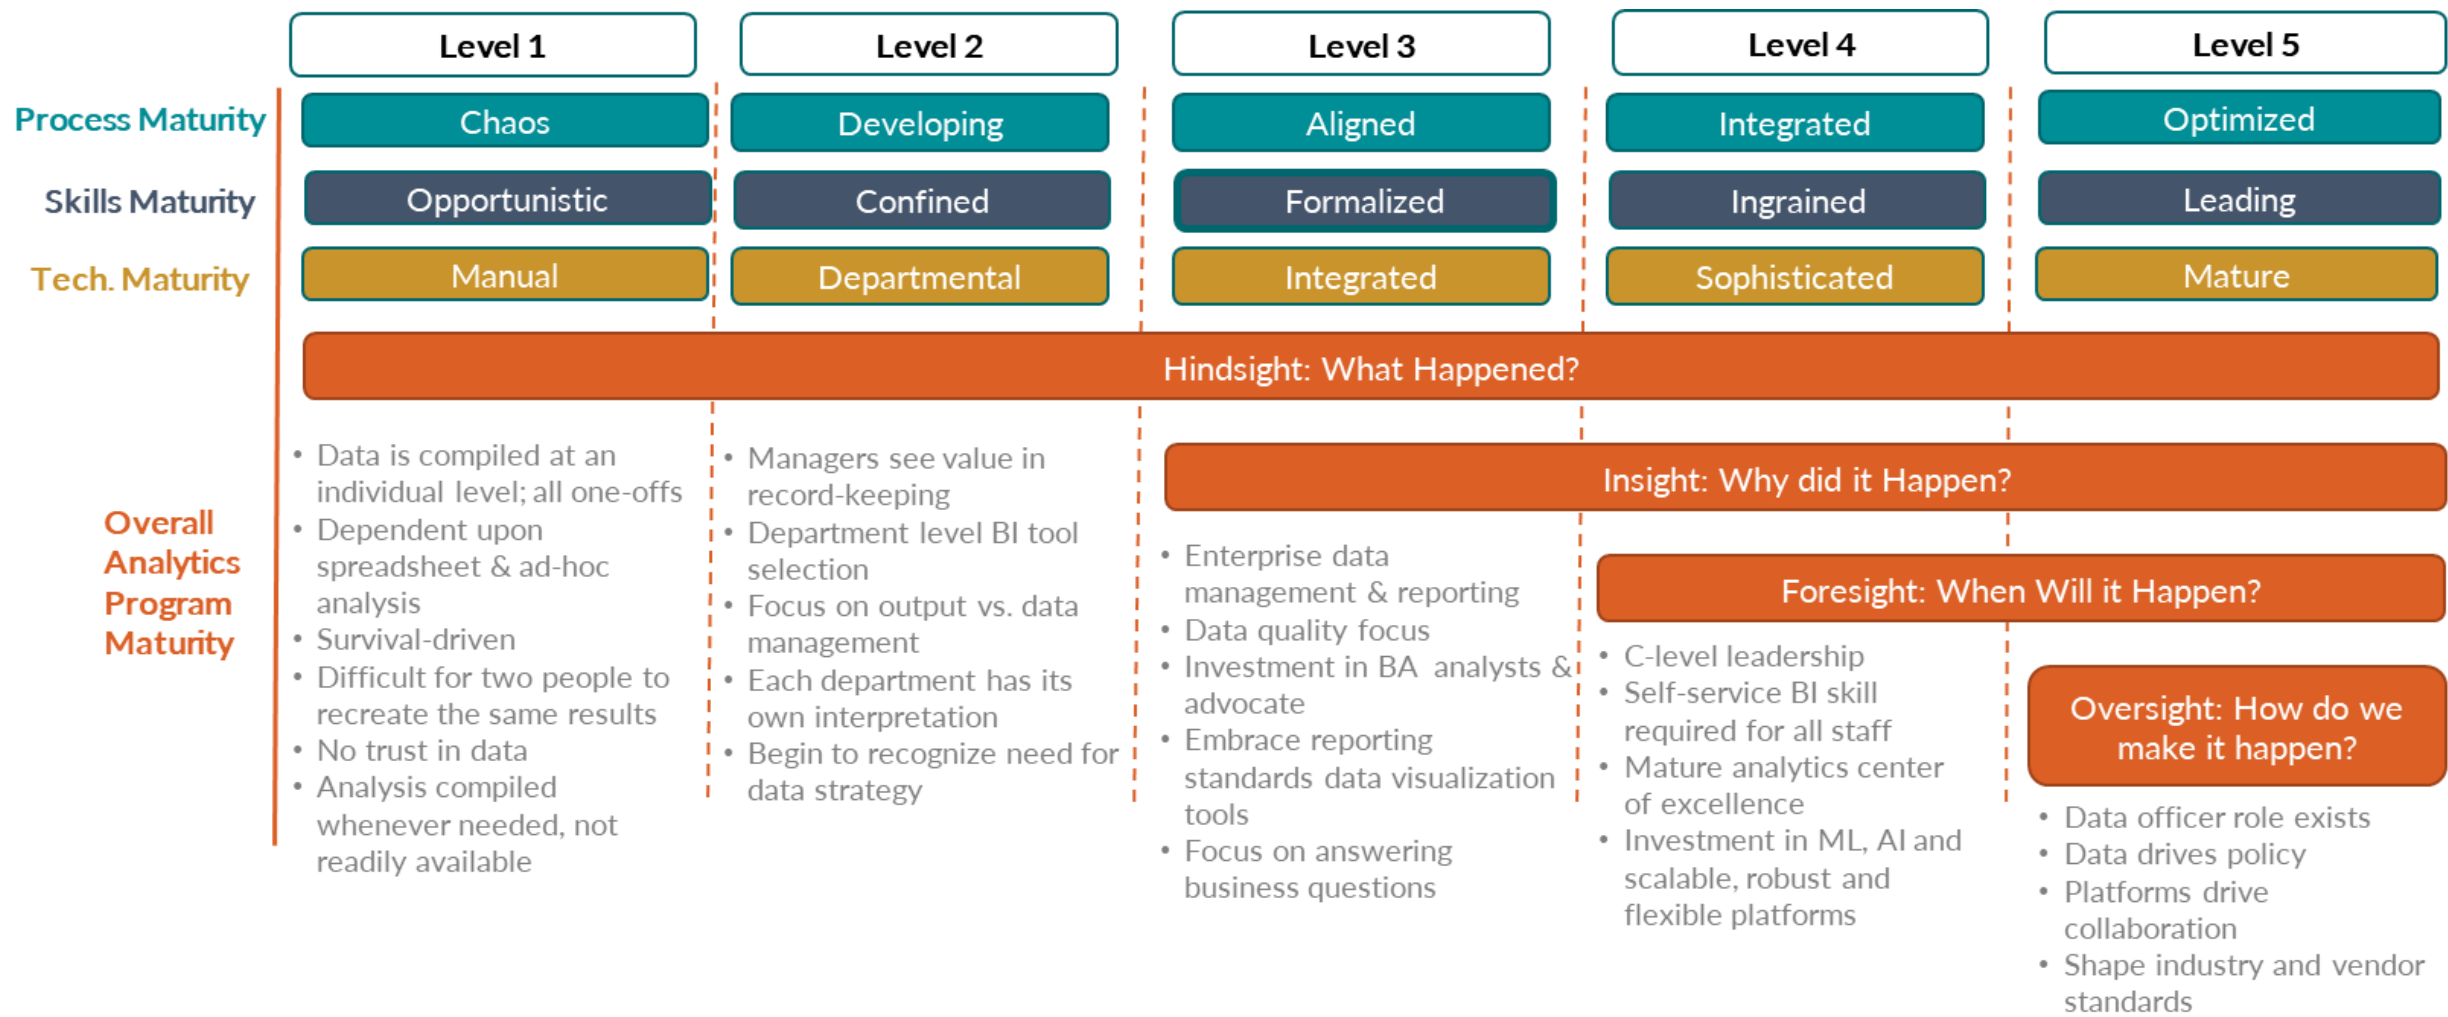 Level 1
Level 2
Level 3
Level 4
Level 5
Process Maturity
Chaos
Developing
Aligned
Integrated
Optimized
Skills Maturity
Opportunistic
Confined
Formalized
Ingrained
Leading
Tech. Maturity
Manual
Departmental
Integrated
Sophisticated
Mature
Hindsight: What Happened?
Insight: Why did it Happen?
Foresight: When Will it Happen?
Oversight: How do we
make it happen?
Overall
Analytics
Program
Maturity
• Data is compiled at an
individual level; all one-offs
• Dependent upon
spreadsheet & ad-hoc
analysis
• Survival-driven
• Difficult for two people to
recreate the same results
• No trust in data
• Analysis compiled
whenever needed, not
readily available
• Managers see value in
record-keeping
• Department level BI tool
selection
• Focus on output vs. data
management
• Each department has its
own interpretation
• Begin to recognize need for
data strategy
• Enterprise data
management & reporting
• Data quality focus
• Investment in BA analysts &
advocate
• Embrace reporting
standards data visualization
tools
• Focus on answering
business questions
• C-level leadership
• Self-service BI skill
required for all staff
• Mature analytics center
of excellence
• Investment in ML, AI and
scalable, robust and
flexible platforms
• Data officer role exists
• Data drives policy
• Platforms drive
collaboration
• Shape industry and vendor
standards